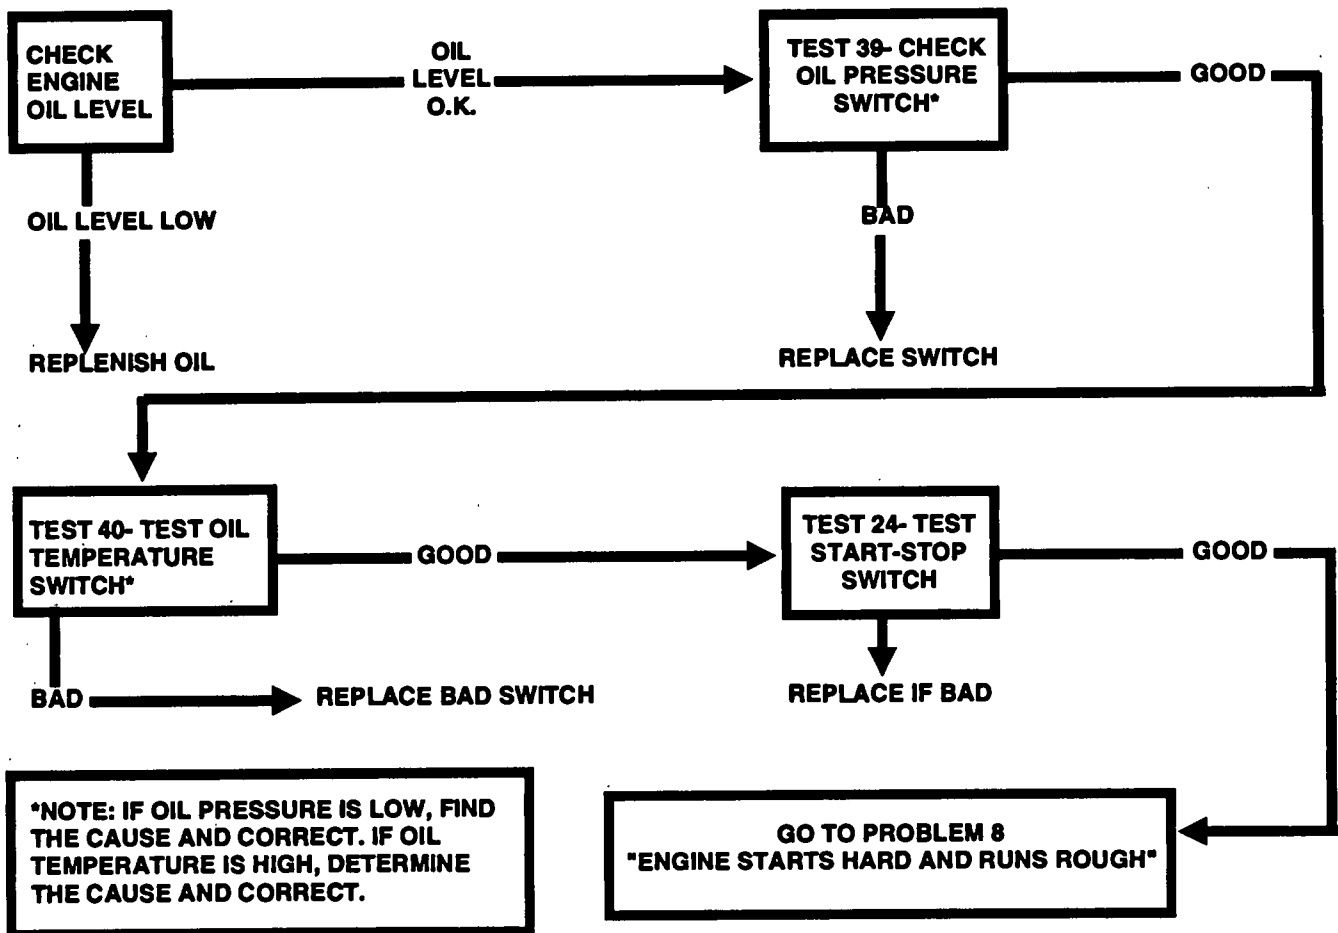 CHECK
ENGINE
OIL LEVEL
OIL
LEVEL
O.K.
TEST 39- CHECK
OIL PRESSURE
SWITCH*
GOOD
OIL LEVEL LOW
BAD
REPLENISH OIL
REPLACE SWITCH
TEST 40- TEST OIL
TEMPERATURE
SWITCH*
GOOD
TEST 24- TEST
START-STOP
SWITCH
GOOD
BAD
REPLACE BAD SWITCH
REPLACE IF BAD
*NOTE: IF OIL PRESSURE IS LOW, FIND
THE CAUSE AND CORRECT. IF OIL
TEMPERATURE IS HIGH, DETERMINE
THE CAUSE AND CORRECT.
GO TO PROBLEM 8
"ENGINE STARTS HARD AND RUNS ROUGH"